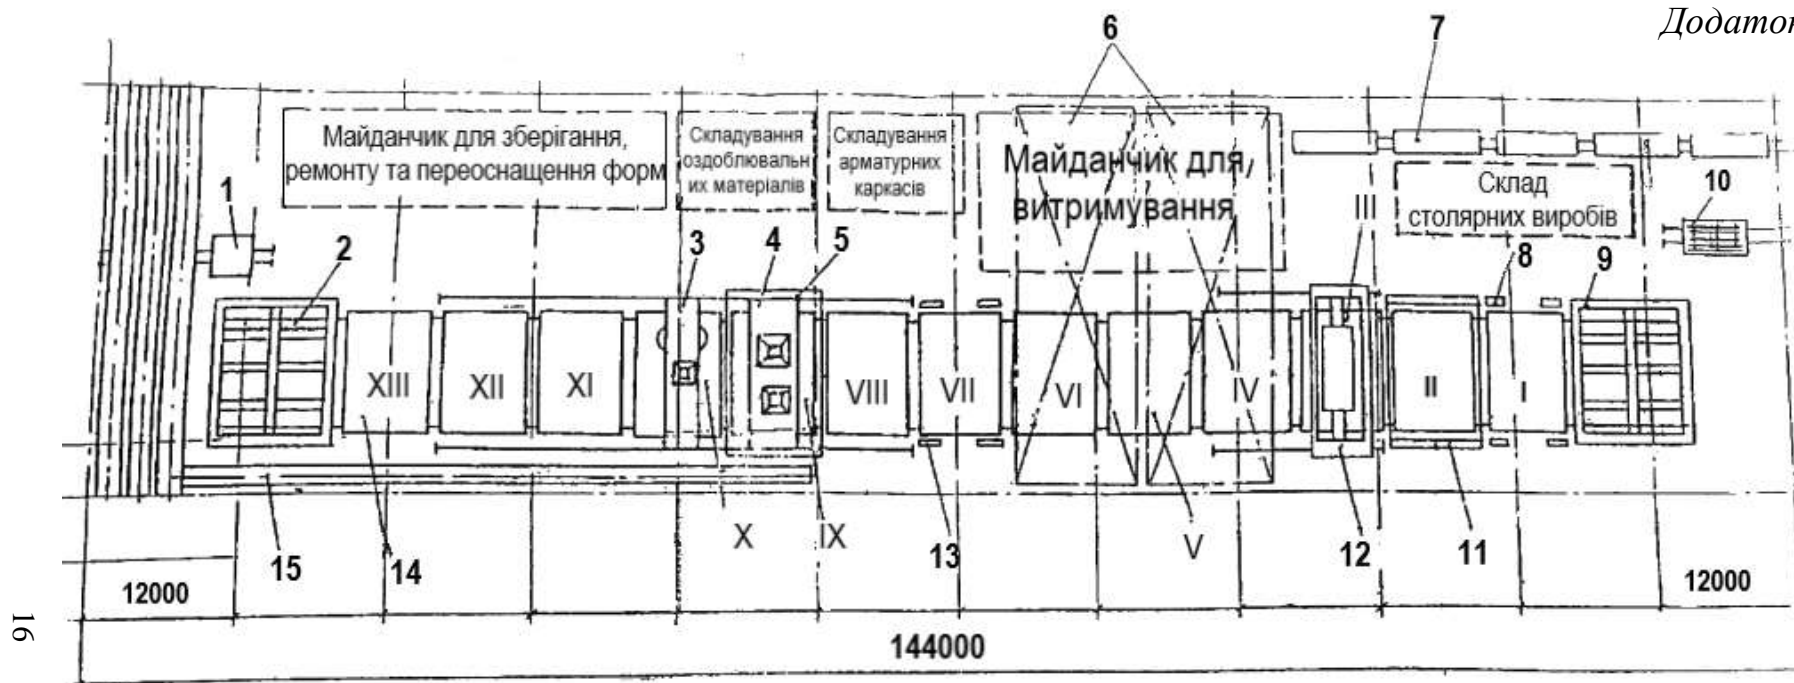 Додаток
6
7
Майданчик для зберігання,
ремонту та переоснащення форм
Складування
оздоблювальн
их матеріалів
Складування
арматурних
каркасів
Майданчик для
витримування
Склад
столярних виробів
1
2
3
4
5
III
8
9
10
XIII
XII
XI
VIII
VII
VI
IV
II
I
X
IX
V
15
14
13
12
11
12000
12000
144000
16